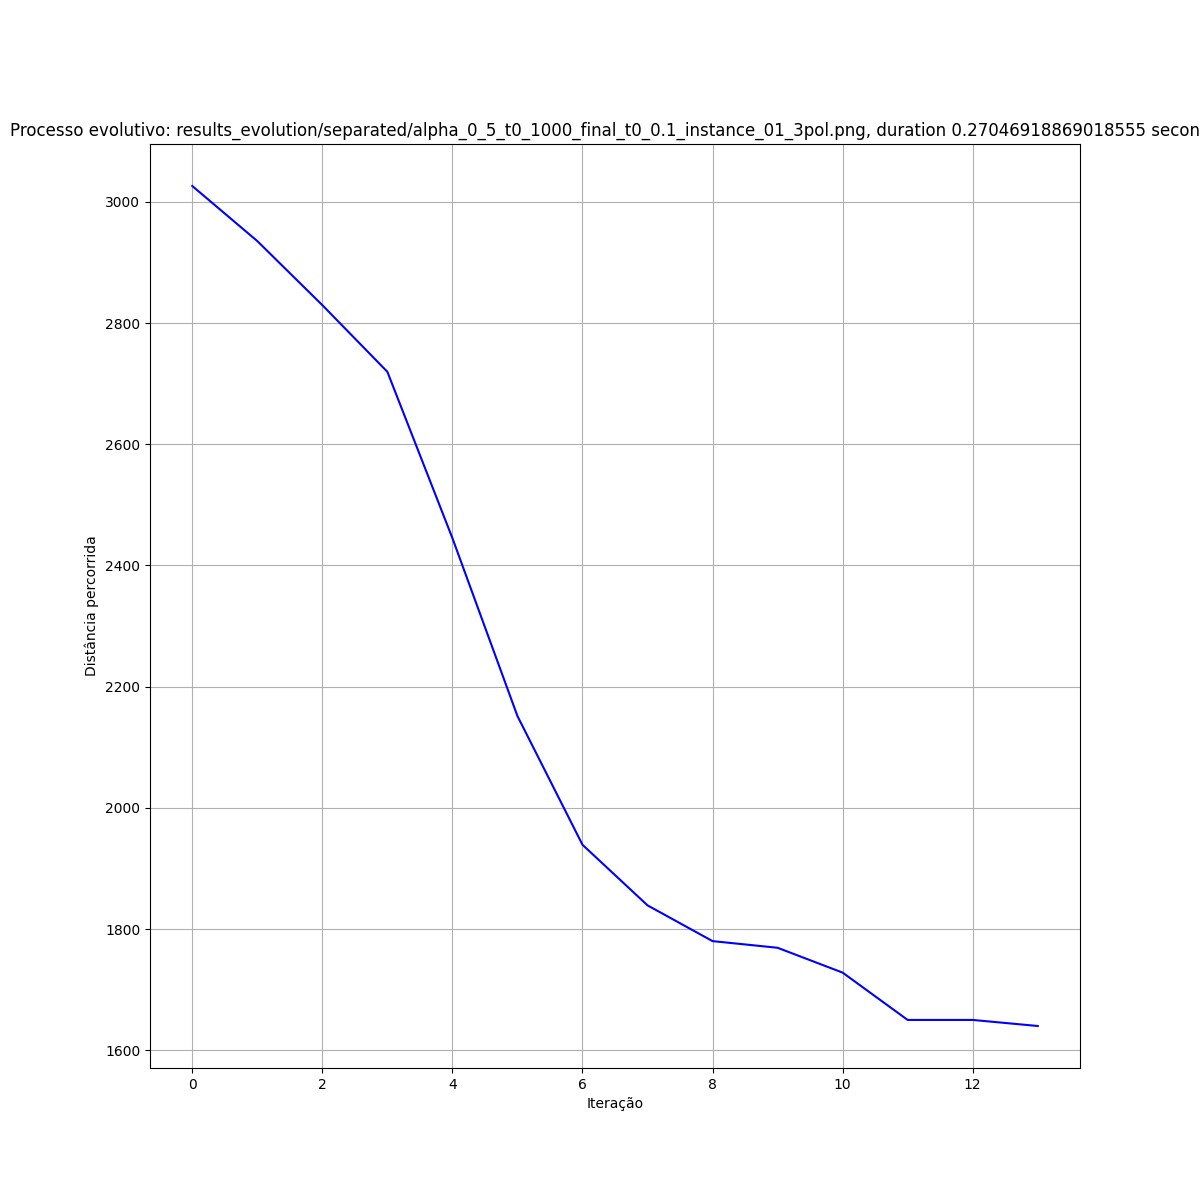 Processo evolutivo: results_evolution/separated/alpha_0_5_t0_1000_final_t0_0.1_instance_01_3pol.png, duration 0.27046918869018555 secon
3000
2800
2600
2400
2200
2000
1800
1600
Distância percorrida
0 2 4 6 8 10 12
Iteração